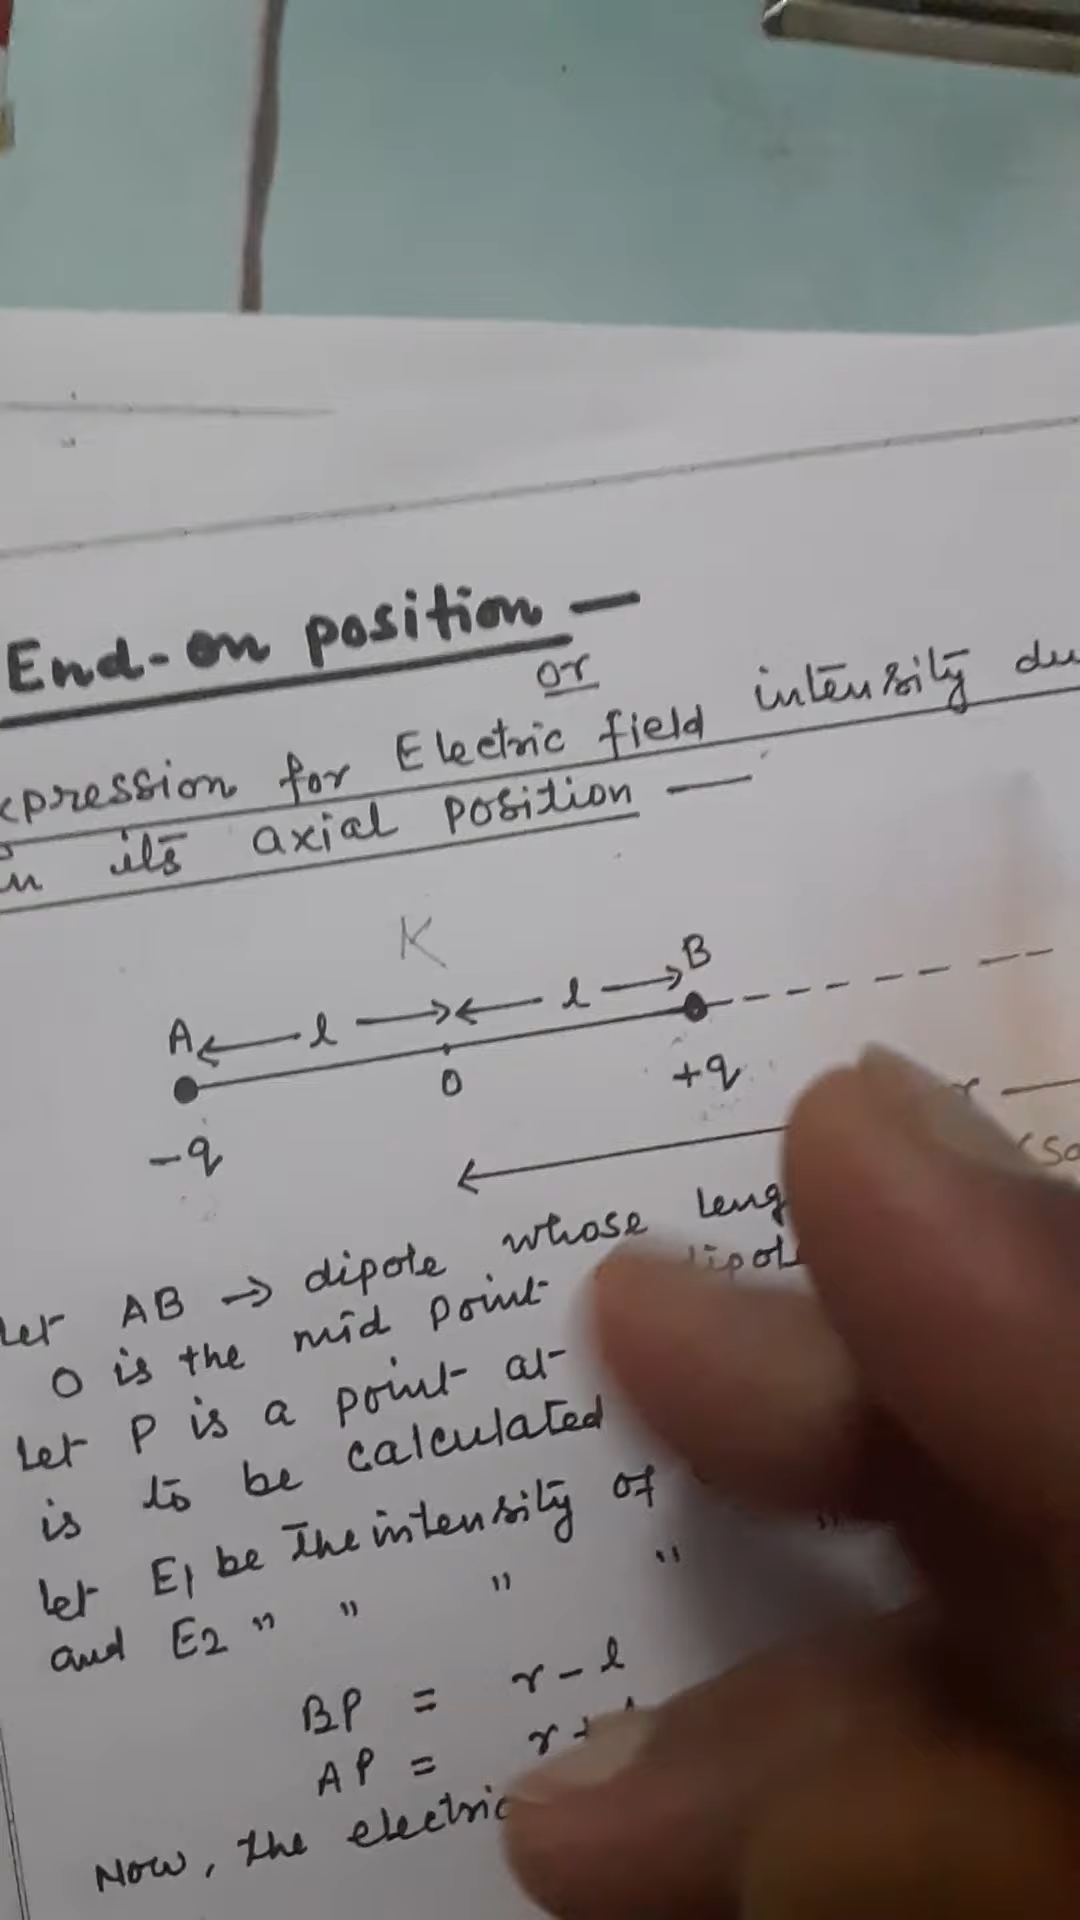 End-on position —
or
xpression for Electric field intensity du
in its axial position —
K
A l l B
O
-q +q
r
Let AB → dipole whose leng
O is the mid point dipol
Let P is a point at
is to be calculated
Let E1 be the intensity of
and E2 " " " "
BP = r - l
AP = r +
Now, the electric